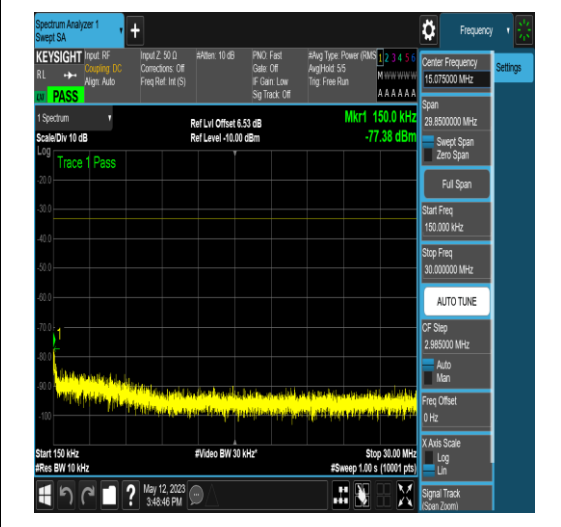 Spectrum Analyzer 1
Swept SA
+
Frequency
KEYSIGHT
RL
PASS
Input: RF
Coupling: DC
Align: Auto
Input Z: 50 Ω
Corrections: Off
Freq Ref: Int (S)
#Atten: 10 dB
PNO: Fast
Gate: Off
IF Gain: Low
Sig Track: Off
#Avg Type: Power (RMS
Avg|Hold: 5/5
Trig: Free Run
1 2 3 4 5 6
M w w w w w
A A A A A A
1 Spectrum
Scale/Div 10 dB
Ref Lvl Offset 6.53 dB
Ref Level -10.00 dBm
Mkr1 150.0 kHz
-77.38 dBm
Log
Trace 1 Pass
-20.0
-30.0
-40.0
-50.0
-60.0
-70.0
1
-80.0
-90.0
-100
Start 150 kHz
#Res BW 10 kHz
#Video BW 30 kHz*
Stop 30.00 MHz
#Sweep 1.00 s (10001 pts)
?
May 12, 2023
3:48:46 PM
Center Frequency
15.075000 MHz
Span
29.8500000 MHz
Swept Span
Zero Span
Full Span
Start Freq
150.000 kHz
Stop Freq
30.000000 MHz
AUTO TUNE
CF Step
2.985000 MHz
Auto
Man
Freq Offset
0 Hz
X Axis Scale
Log
Lin
Signal Track
(Span Zoom)
Settings